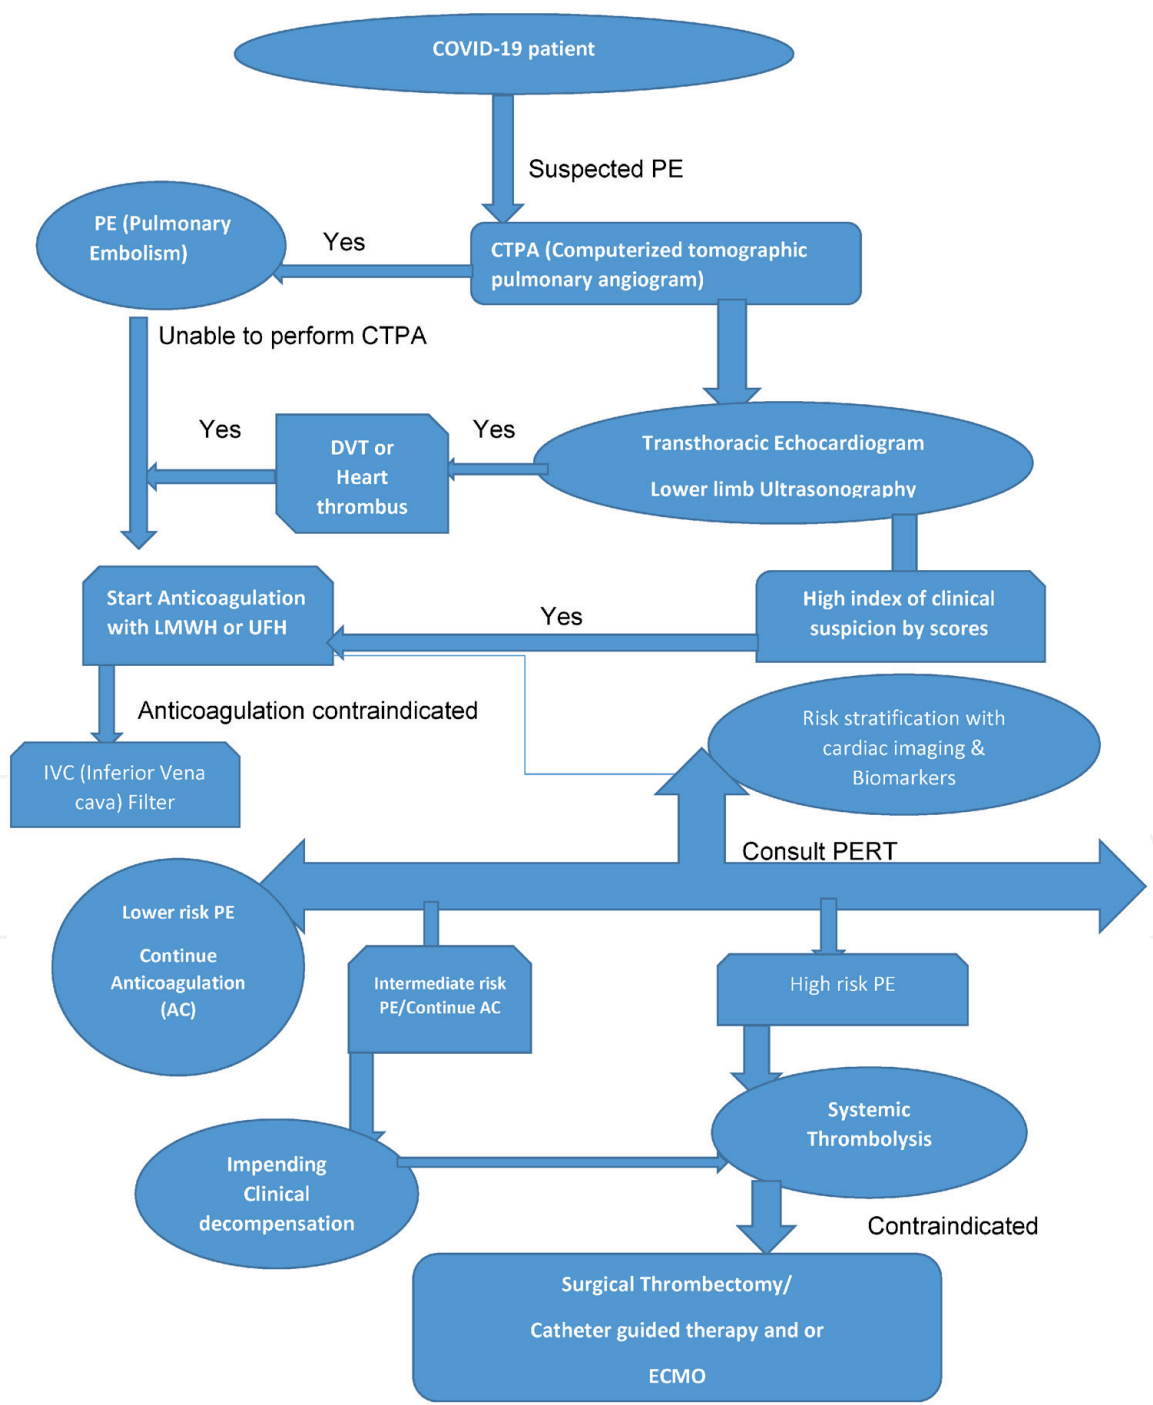 COVID-19 patient
Suspected PE
PE (Pulmonary
Embolism)
Yes
CTPA (Computerized tomographic
pulmonary angiogram)
Unable to perform CTPA
Yes
DVT or
Heart
thrombus
Yes
Transthoracic Echocardiogram
Lower limb Ultrasonography
Start Anticoagulation
with LMWH or UFH
Yes
High index of clinical
suspicion by scores
Anticoagulation contraindicated
Risk stratification with
cardiac imaging &
Biomarkers
IVC (Inferior Vena
cava) Filter
Consult PERT
Lower risk PE
Continue
Anticoagulation
(AC)
Intermediate risk
PE/Continue AC
High risk PE
Systemic
Thrombolysis
Impending
Clinical
decompensation
Contraindicated
Surgical Thrombectomy/
Catheter guided therapy and or
ECMO